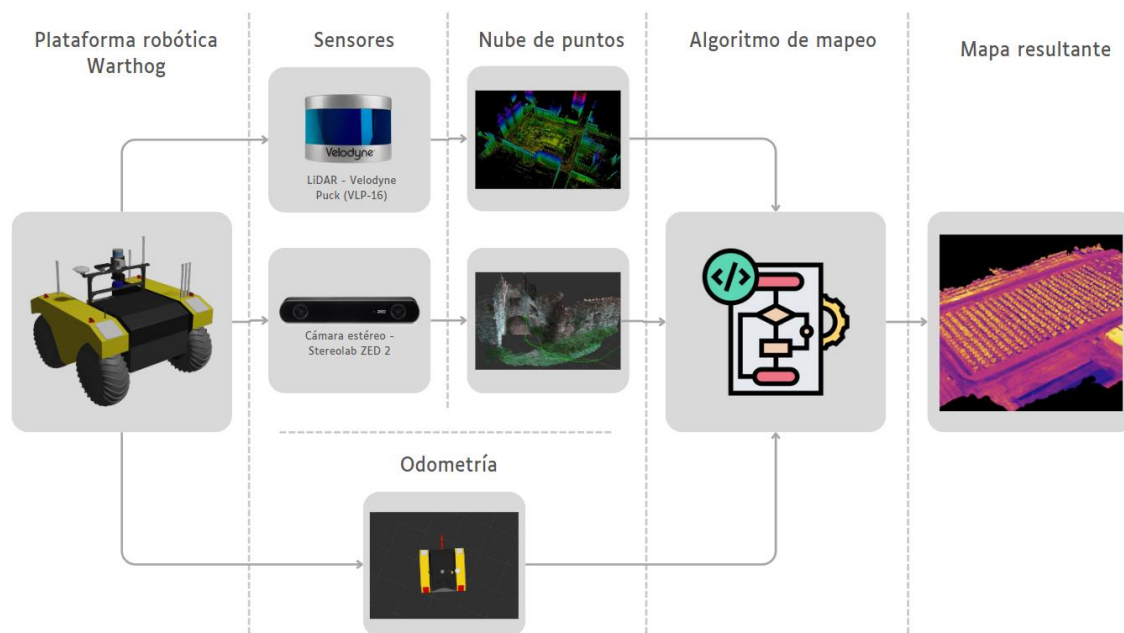 Plataforma robótica
Warthog
Sensores
Nube de puntos
Algoritmo de mapeo
Mapa resultante
Velodyne
LiDAR - Velodyne
Puck (VLP-16)
ZED
Cámara estéreo -
Stereolab ZED 2
</>
Odometría